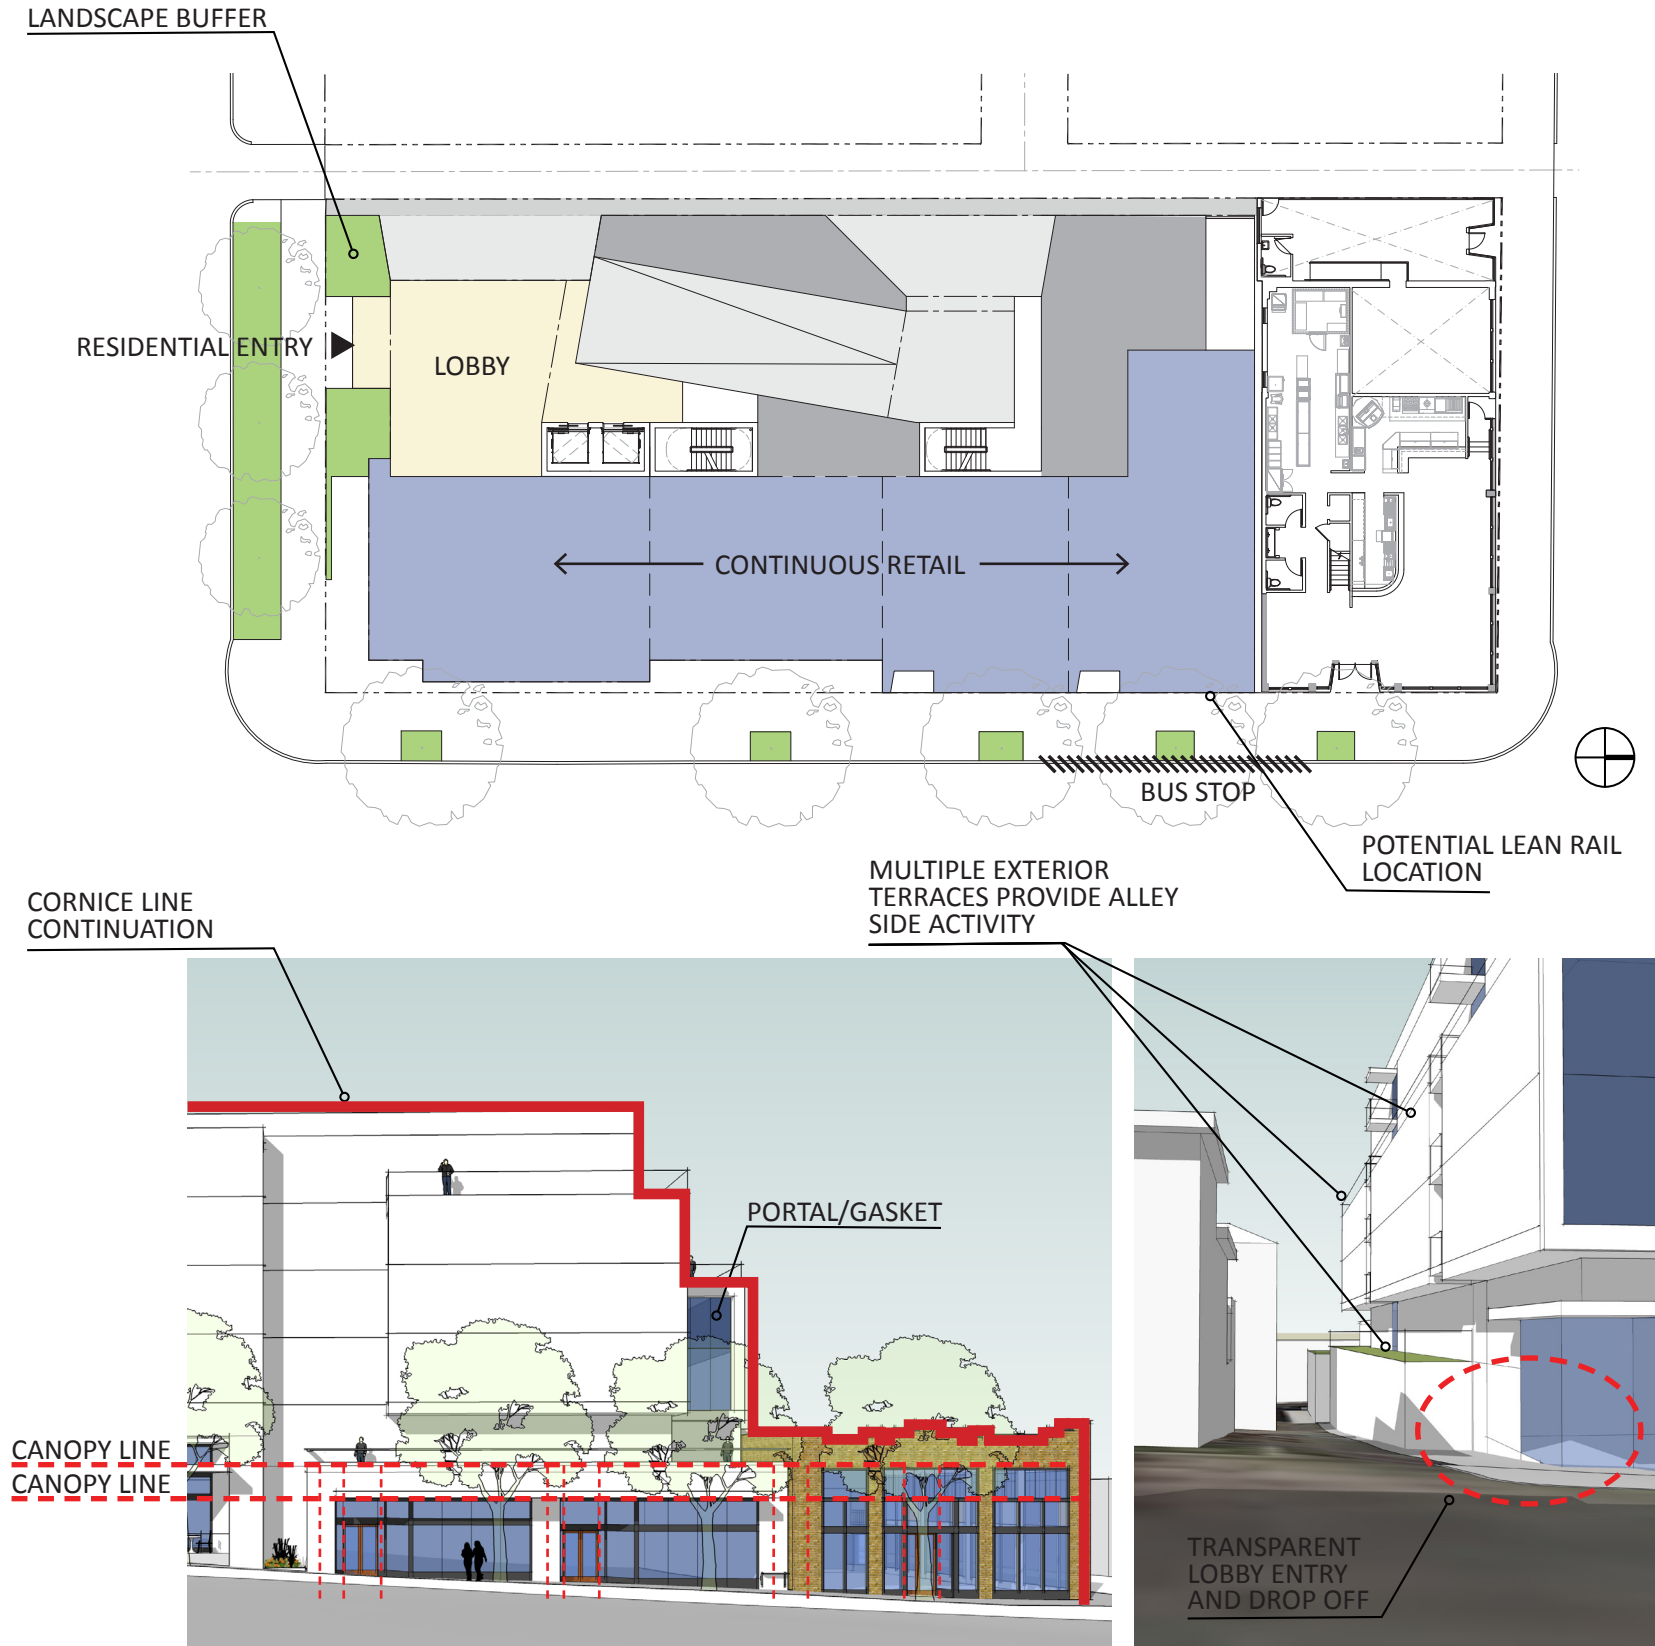 LANDSCAPE BUFFER
RESIDENTIAL ENTRY
LOBBY
CONTINUOUS RETAIL
BUS STOP
POTENTIAL LEAN RAIL
LOCATION
MULTIPLE EXTERIOR
TERRACES PROVIDE ALLEY
SIDE ACTIVITY
CORNICE LINE
CONTINUATION
PORTAL/GASKET
CANOPY LINE
CANOPY LINE
TRANSPARENT
LOBBY ENTRY
AND DROP OFF